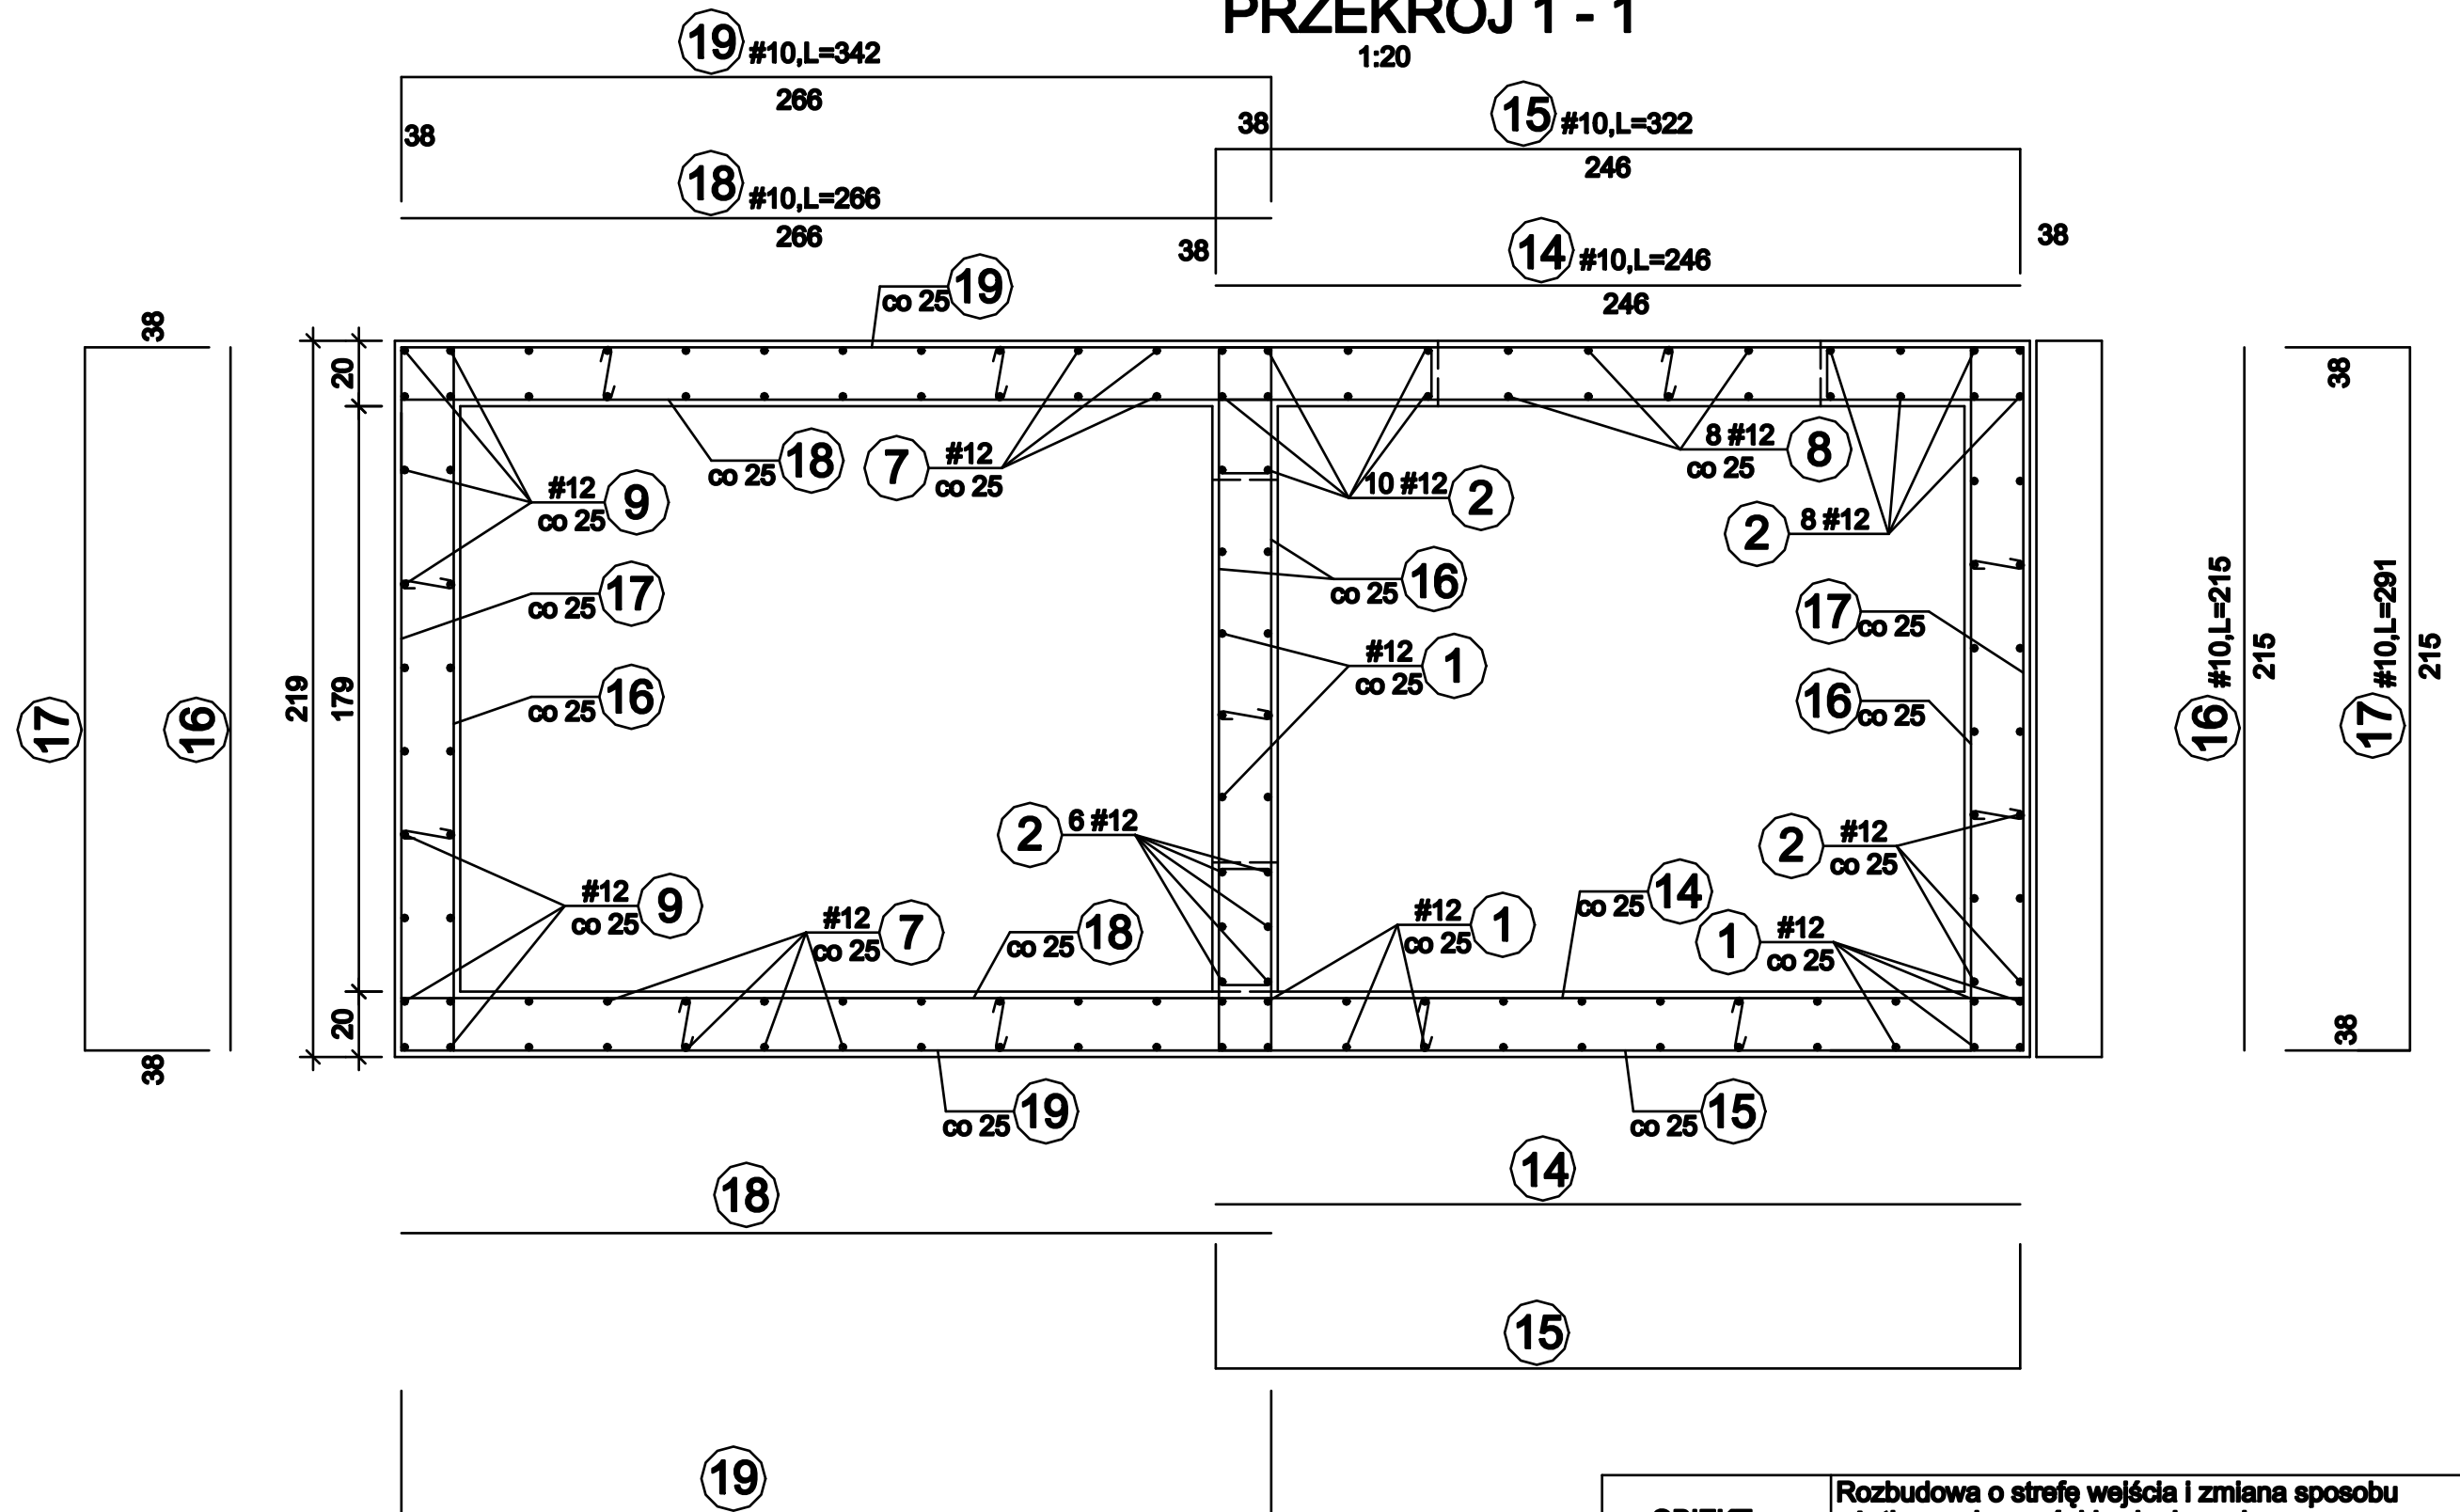 PRZEKRÓJ 1 - 1
1:20
19 #10,L=342
266
38
38
18 #10,L=266
266
15 #10,L=322
246
38
38
14 #10,L=246
246
co 25 19
38
20
38
38
co 25 18
7 #12
co 25
8 #12 8
co 25
#12 9
co 25
10 #12 2
2 8 #12
co 25 17
co 25 16
17 co 25
16 #10,L=215
215
17 #10,L=291
215
17
16
219
179
co 25 16
#12 1
co 25
16 co 25
2 6 #12
2 #12
co 25
#12 9
co 25
#12 7
co 25
co 25 18
#12 1
co 25
co 25 14
1 #12
co 25
20
38
38
co 25 19
co 25 15
18
14
15
19
Rozbudowa o strefę wejścia i zmiana sposobu